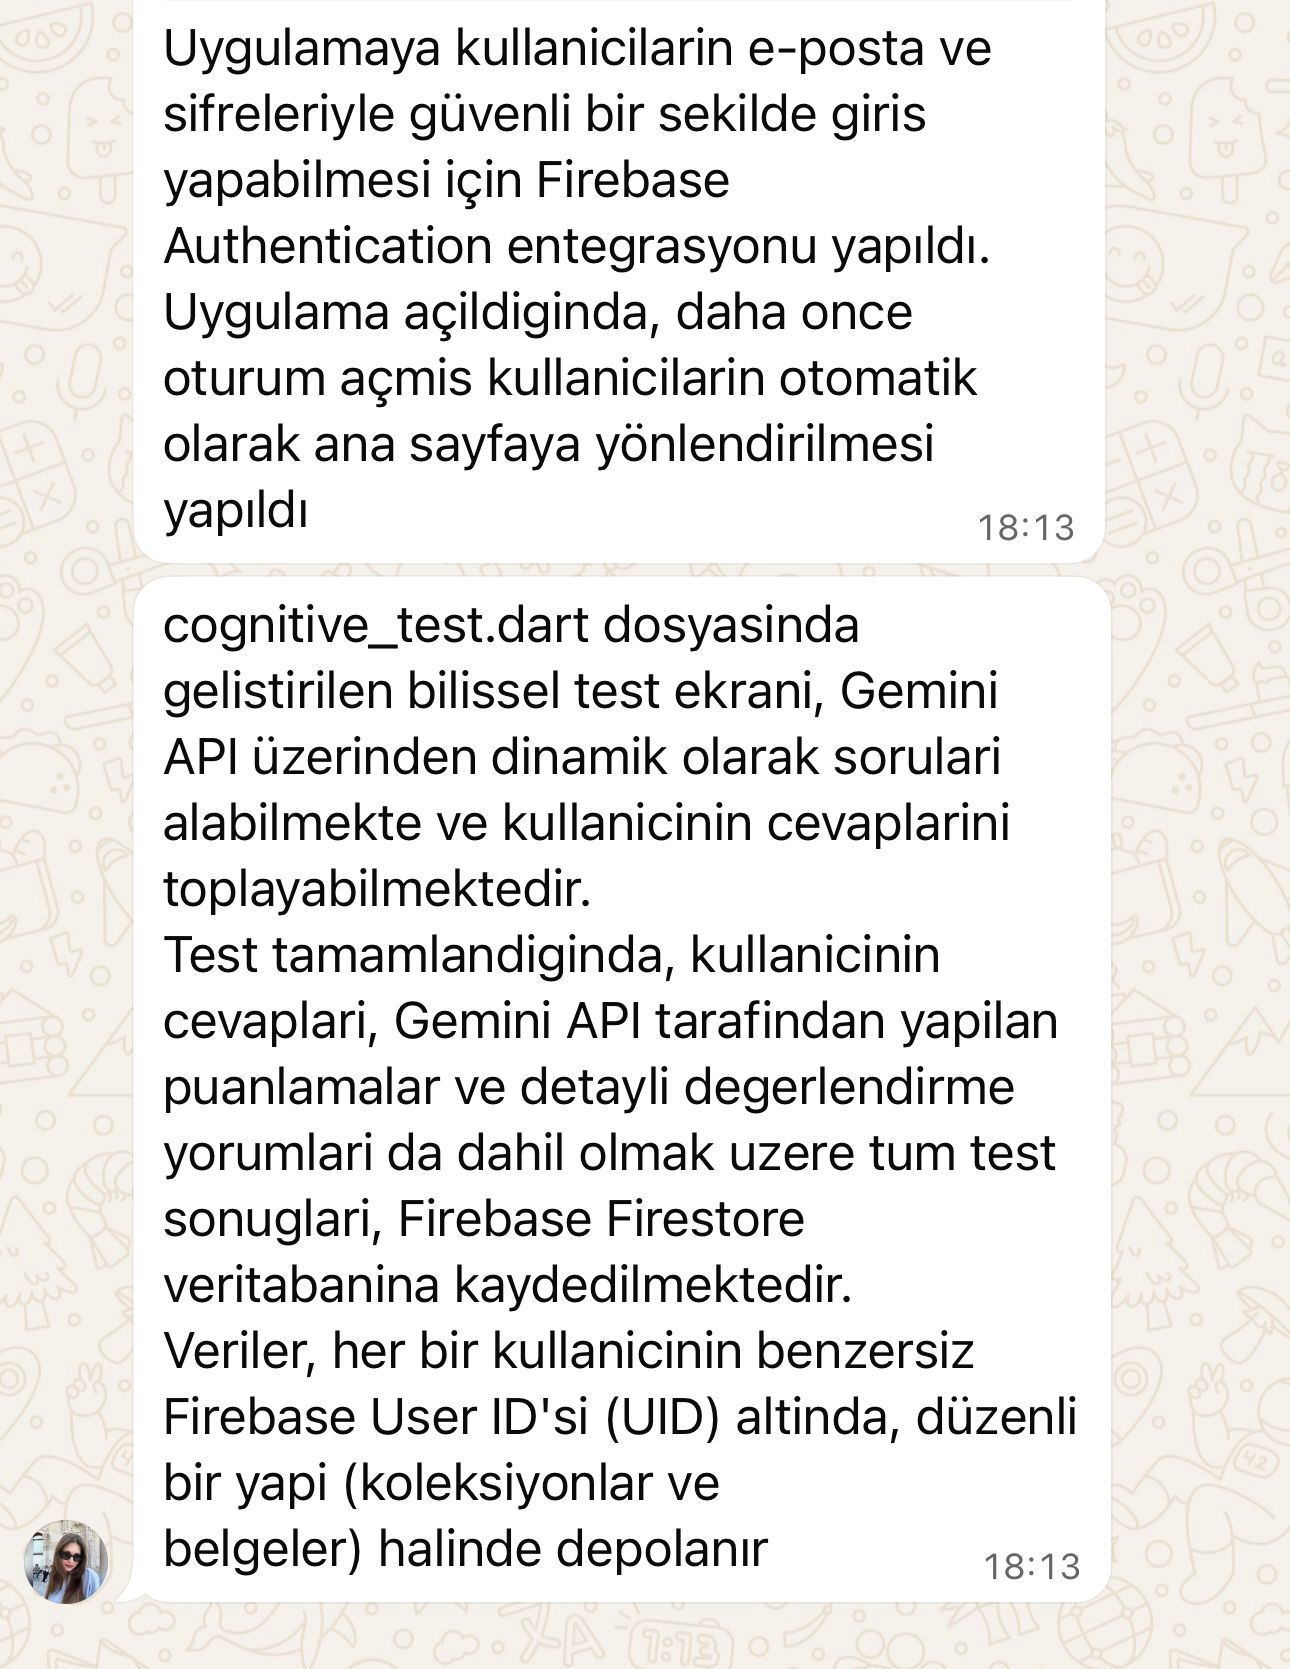 Uygulamaya kullanicilarin e-posta ve
sifreleriyle güvenli bir sekilde giris
yapabilmesi için Firebase
Authentication entegrasyonu yapıldı.
Uygulama açildiginda, daha once
oturum açmis kullanicilarin otomatik
olarak ana sayfaya yönlendirilmesi
yapıldı
18:13
cognitive_test.dart dosyasinda
gelistirilen bilissel test ekrani, Gemini
API üzerinden dinamik olarak sorulari
alabilmekte ve kullanicinin cevaplarini
toplayabilmektedir.
Test tamamlandiginda, kullanicinin
cevaplari, Gemini API tarafindan yapilan
puanlamalar ve detayli degerlendirme
yorumlari da dahil olmak uzere tum test
sonuglari, Firebase Firestore
veritabanina kaydedilmektedir.
Veriler, her bir kullanicinin benzersiz
Firebase User ID'si (UID) altinda, düzenli
bir yapi (koleksiyonlar ve
belgeler) halinde depolanır
18:13